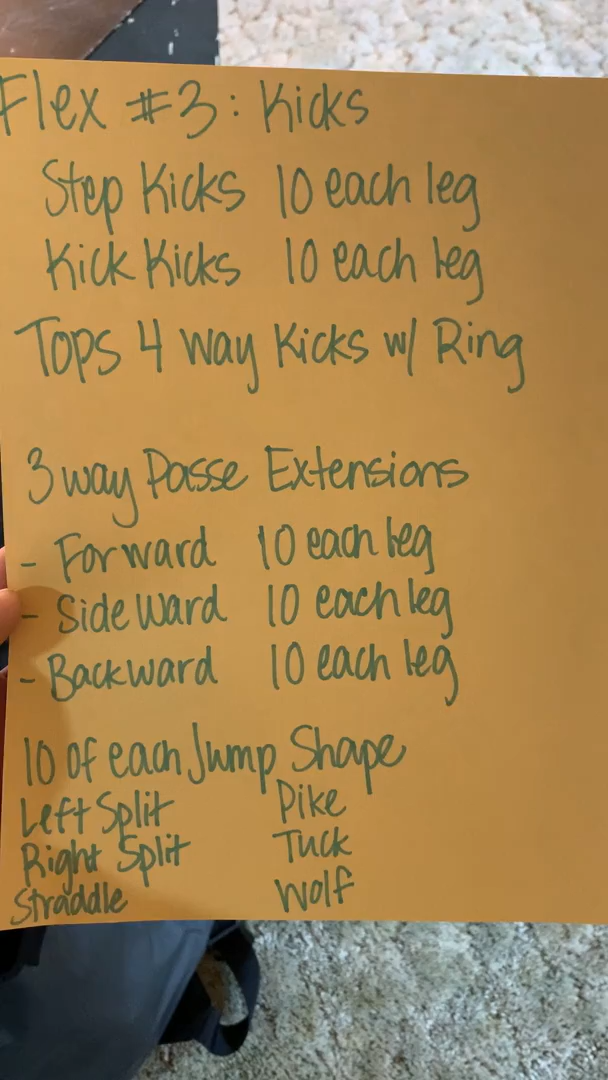 Flex #3: Kicks
Step Kicks 10 each leg
Kick Kicks 10 each leg
Tops 4 way Kicks w/ Ring
3 way Passe Extensions
- Forward 10 each leg
- Side Ward 10 each leg
- Backward 10 each leg
10 of each Jump Shape
Left Split Pike
Right Split Tuck
Straddle Wolf